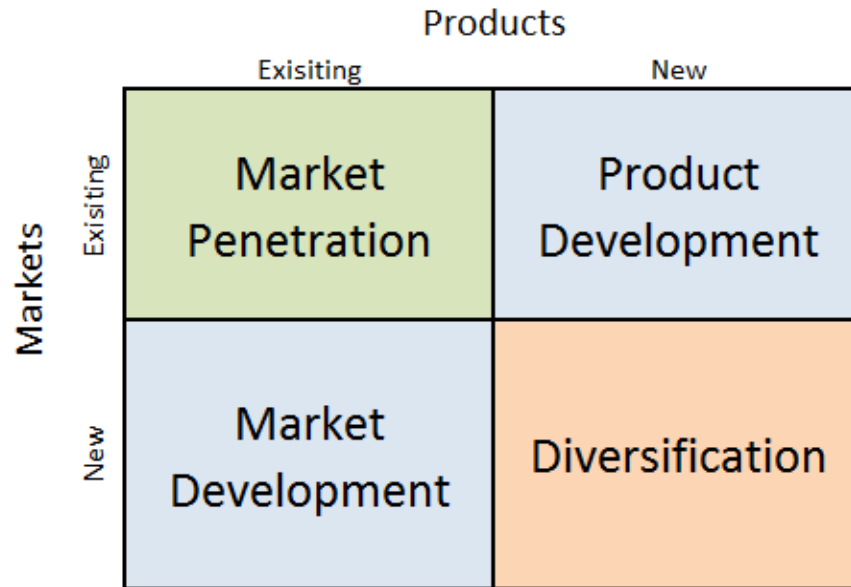 Products
Exisiting New
Exisiting
Market Product
Penetration Development
Markets
New
Market
Development
Diversification